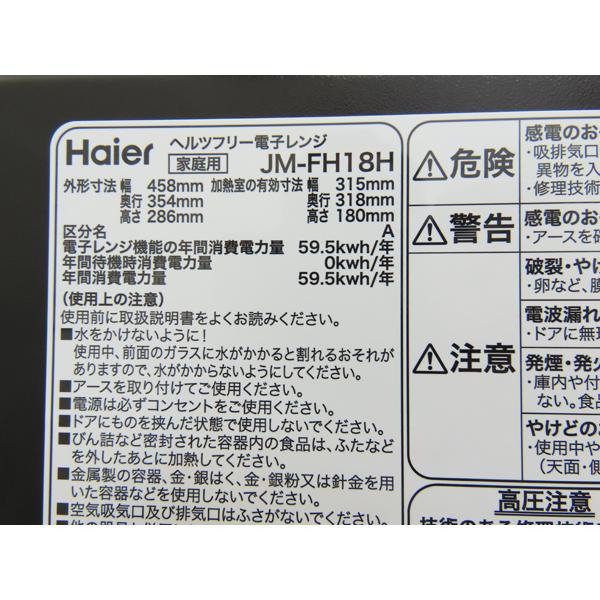 Haier ヘルツフリー電子レンジ
家庭用 JM-FH18H
外形寸法 幅 458mm 加熱室の有効寸法 幅 315mm
奥行 354mm 奥行 318mm
高さ 286mm 高さ 180mm
区分名 A
電子レンジ機能の年間消費電力量 59.5kwh/年
年間待機時消費電力量 0kwh/年
年間消費電力量 59.5kwh/年
(使用上の注意)
使用前に取扱説明書をよくお読みください。
■水をかけないように!
使用中、前面のガラスに水がかかると割れるおそれが
ありますので、水がかからないようにしてください。
■アースを取り付けてご使用ください。
■電源は必ずコンセントをご使用ください。
■ドアにものを挟んだ状態で使用しないでください。
■びん詰など密封された容器内の食品は、ふたなど
を外したあとに加熱してください。
■金属製の容器、金・銀はく、金・銀粉又は針金を用
いた容器などを使用しないでください。
■空気吸気口及び排気口はふさがないでください。
危険
感電のお
・吸排気口
異物を入
・修理技術
警告
感電のお
・アースを確
注意
破裂・や
・卵など、膜
電波漏れ
・ドアに無
発煙・発
・庫内や付
ない。食
やけどの
・使用中や
(天面・側
高圧注意